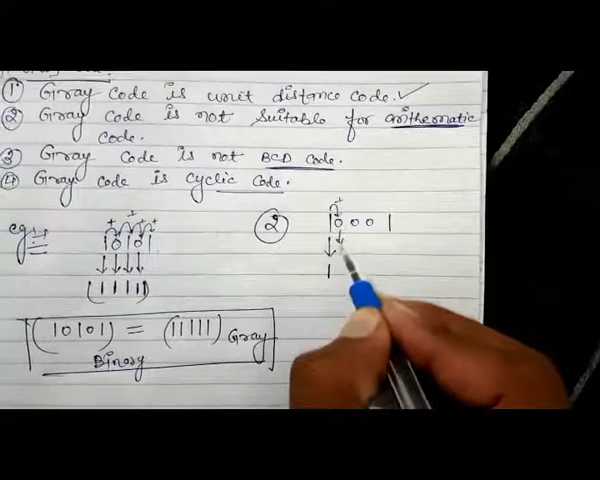 ① Gray code is unit distance code. ✓
② Gray code is not suitable for arithematic
code.
③ Gray code is not BCD code.
④ Gray code is cyclic code.
eg:-
+ + + +
10101
↓ ↓ ↓ ↓
(11111)
(10101) = (11111) Gray
Binary
②
+
1 0 0 0 1
↓ ↓
1